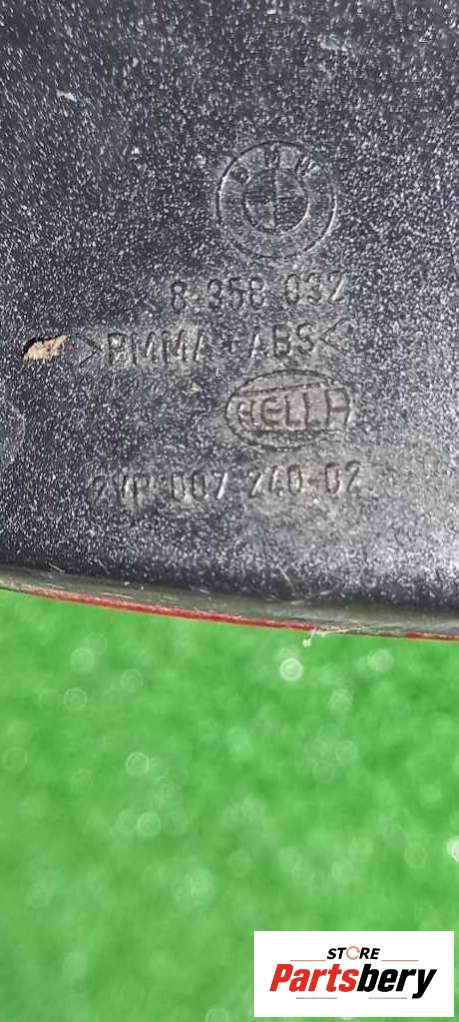 BMW
8 358 032
>PMMA+ABS<
HELLA
2VP 007 240-02
STORE
Partsbery